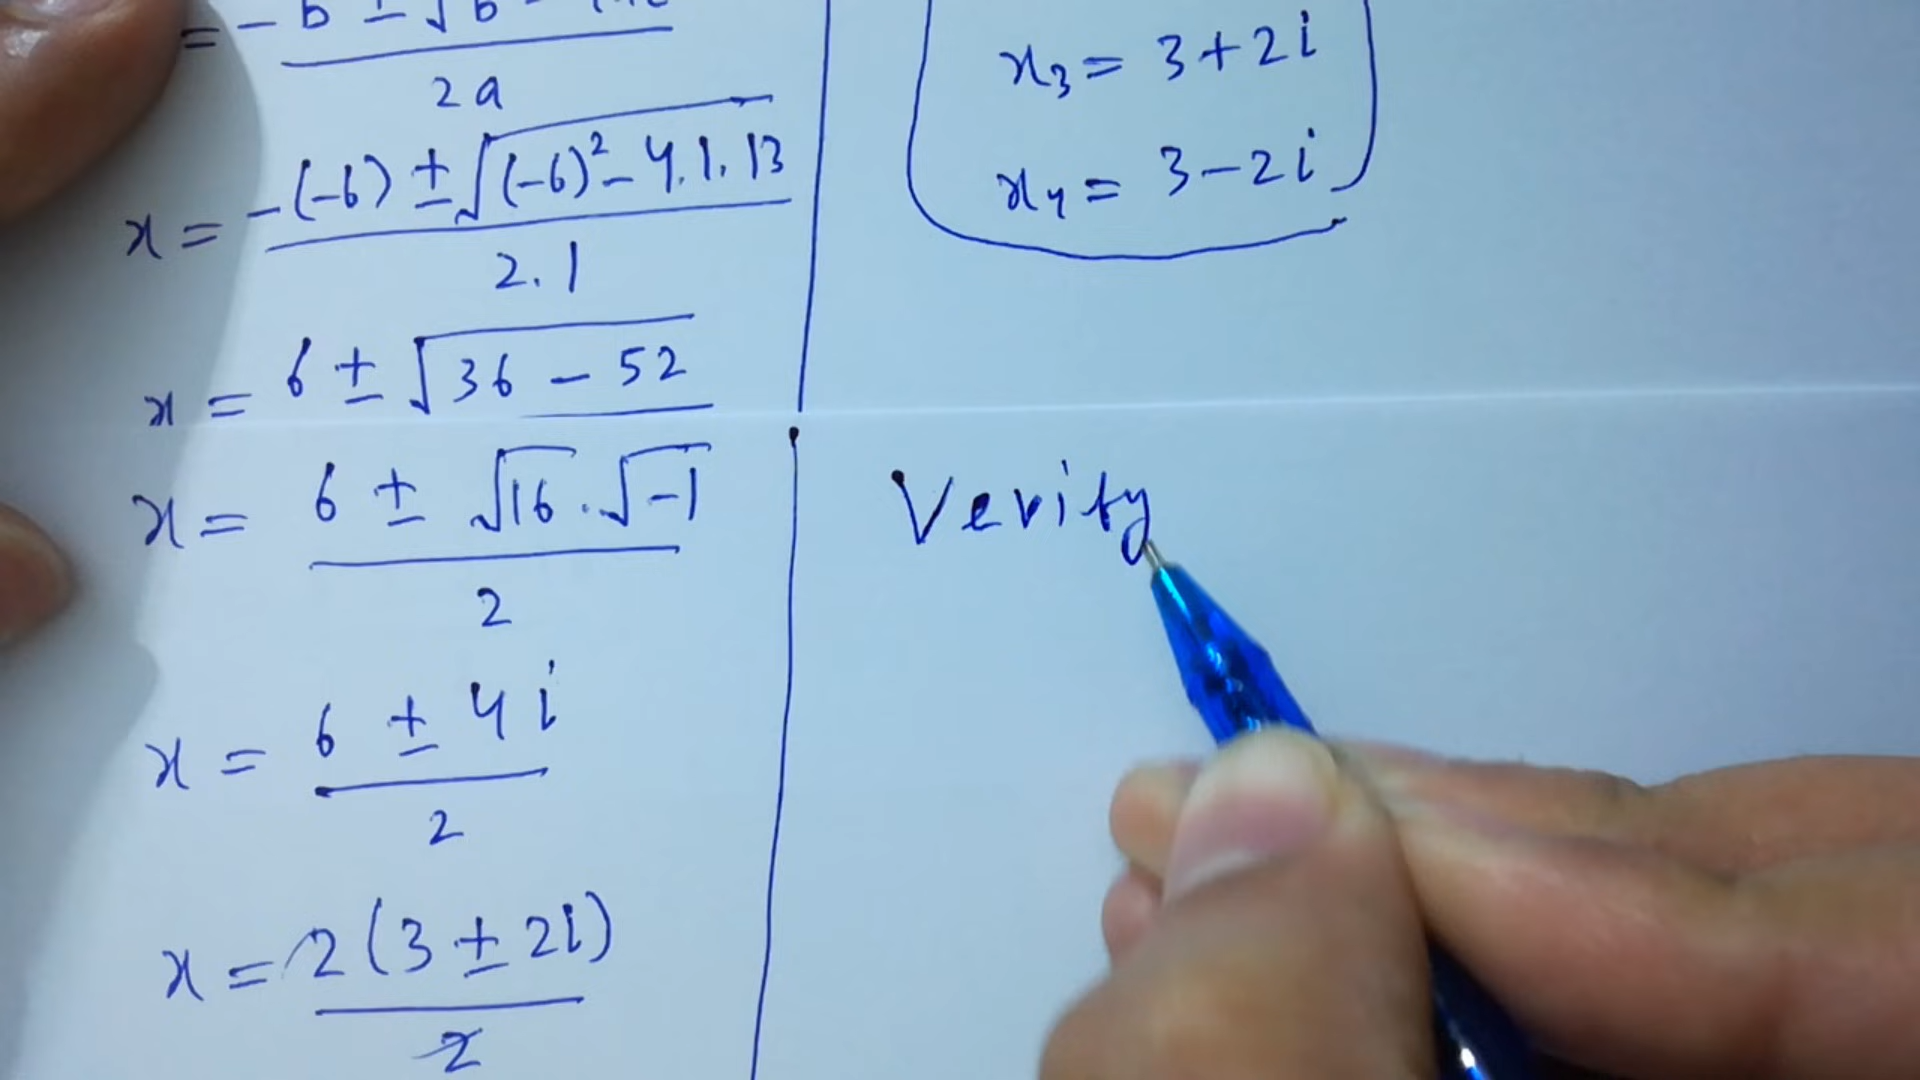 = -b ± √b
2a
x = -(-6) ± √(-6)² - 4.1.13
2.1
x = 6 ± √36 - 52
x = 6 ± √16 . √-1
2
x = 6 ± 4i
2
x = 2(3 ± 2i)
2
x₃ = 3+2i
x₄ = 3-2i
Verify